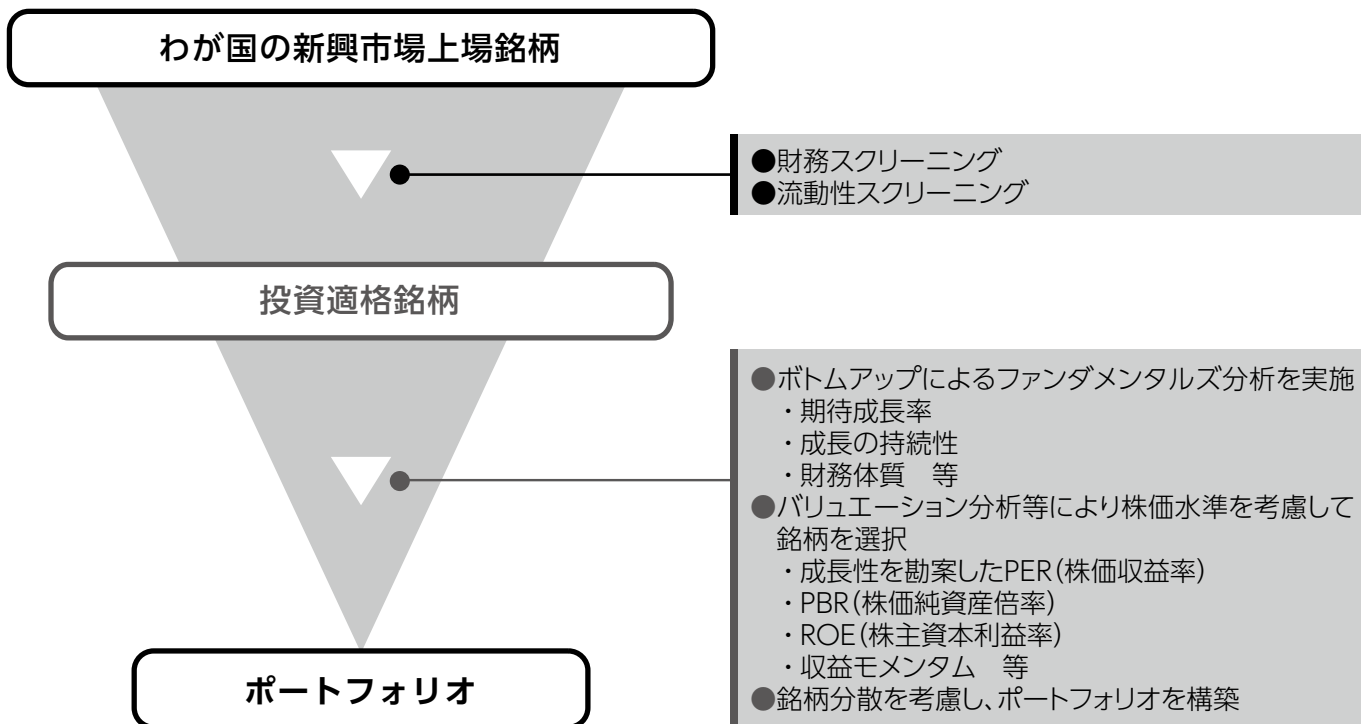 わが国の新興市場上場銘柄
●財務スクリーニング
●流動性スクリーニング
投資適格銘柄
●ボトムアップによるファンダメンタルズ分析を実施
・期待成長率
・成長の持続性
・財務体質　等
●バリュエーション分析等により株価水準を考慮して
銘柄を選択
・成長性を勘案したPER(株価収益率)
・PBR(株価純資産倍率)
・ROE(株主資本利益率)
・収益モメンタム　等
●銘柄分散を考慮し、ポートフォリオを構築
ポートフォリオ